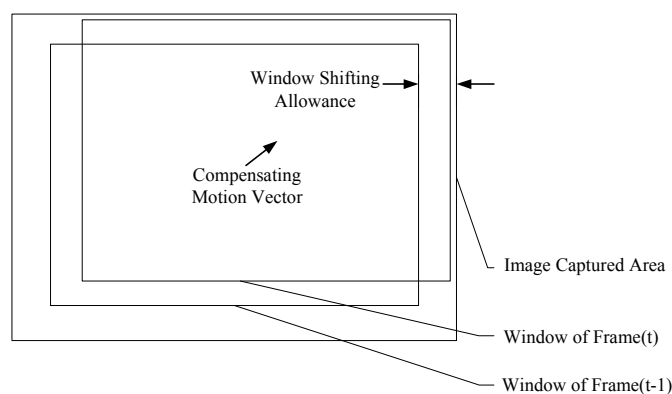 Window Shifting
Allowance
Compensating
Motion Vector
Image Captured Area
Window of Frame(t)
Window of Frame(t-1)